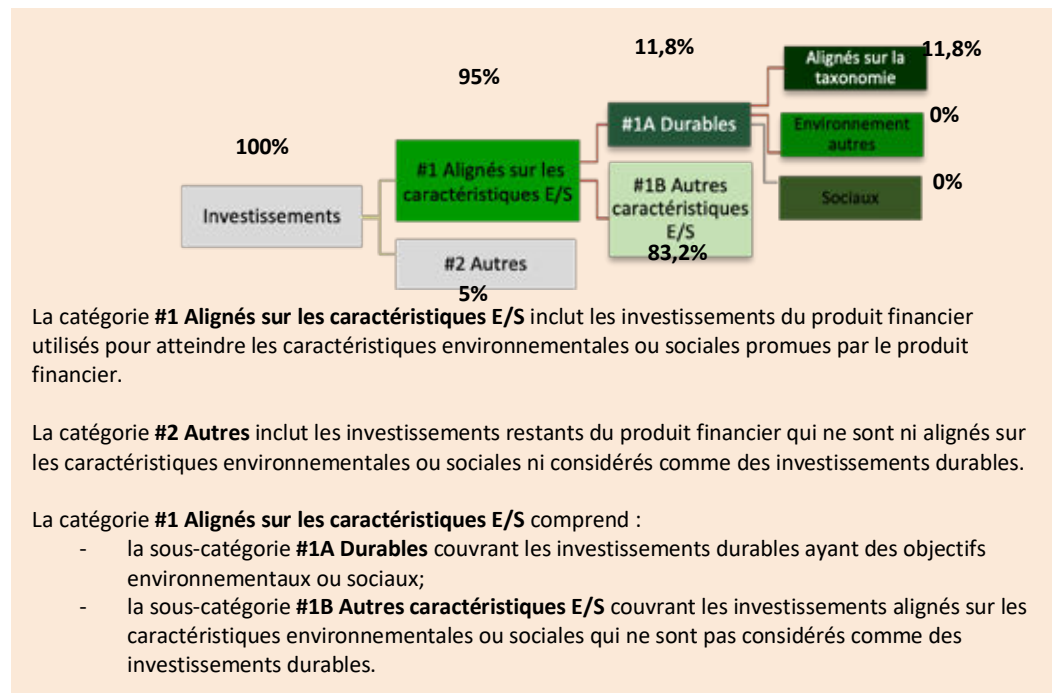 11,8%
Alignés sur la
taxonomie
11,8%
95%
#1A Durables
Environnement
autres
0%
100%
#1 Alignés sur les
caractéristiques E/S
#1B Autres
caractéristiques
E/S
83,2%
Sociaux
0%
Investissements
#2 Autres
5%
La catégorie #1 Alignés sur les caractéristiques E/S inclut les investissements du produit financier
utilisés pour atteindre les caractéristiques environnementales ou sociales promues par le produit
financier.
La catégorie #2 Autres inclut les investissements restants du produit financier qui ne sont ni alignés sur
les caractéristiques environnementales ou sociales ni considérés comme des investissements durables.
La catégorie #1 Alignés sur les caractéristiques E/S comprend :
- la sous-catégorie #1A Durables couvrant les investissements durables ayant des objectifs
environnementaux ou sociaux;
- la sous-catégorie #1B Autres caractéristiques E/S couvrant les investissements alignés sur les
caractéristiques environnementales ou sociales qui ne sont pas considérés comme des
investissements durables.